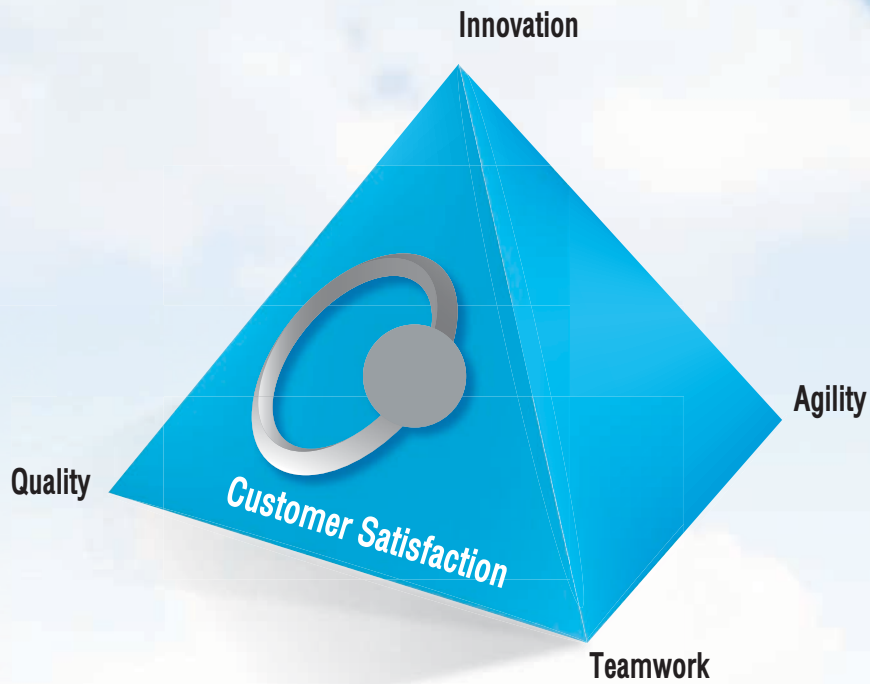 Innovation
Agility
Quality
Customer Satisfaction
Teamwork